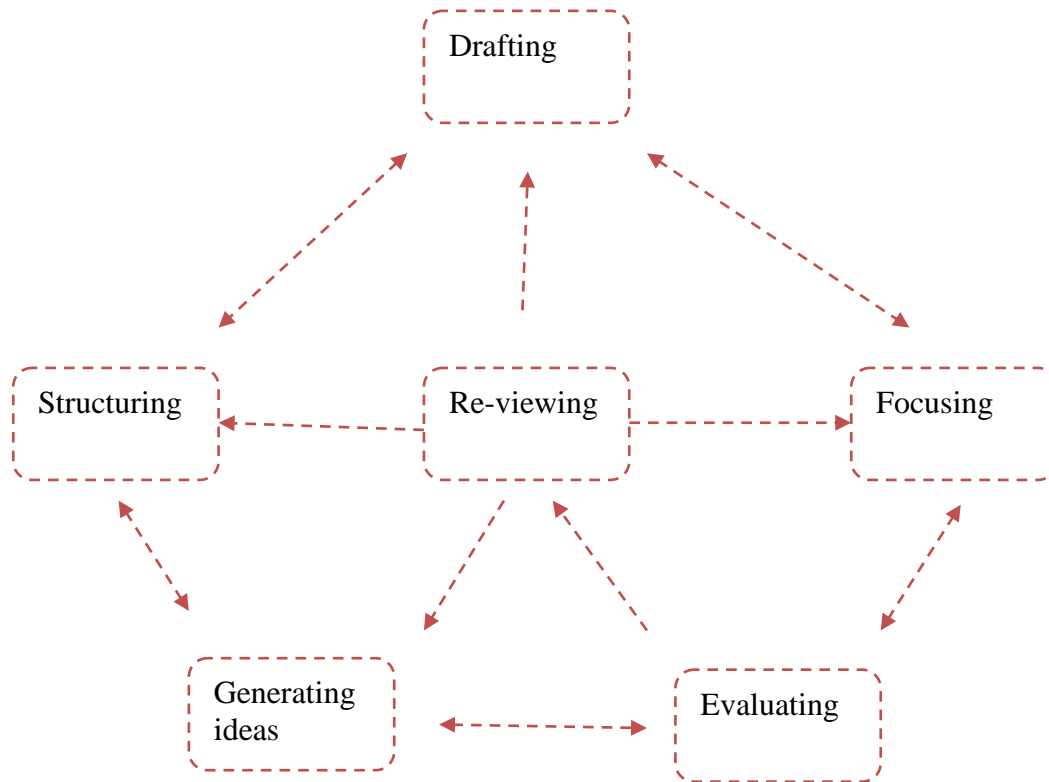 Drafting
Structuring
Re-viewing
Focusing
Generating
ideas
Evaluating